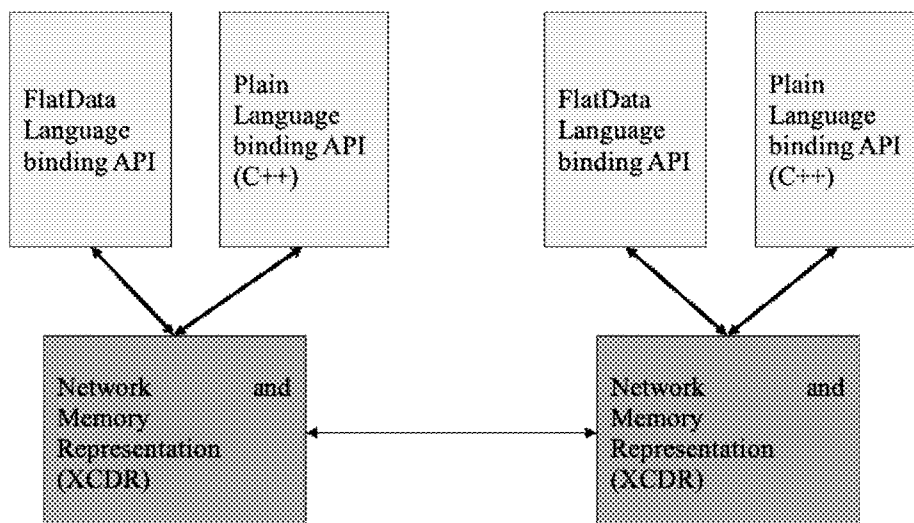 FlatData
Language
binding API
Plain
Language
binding API
(C++)
FlatData
Language
binding API
Plain
Language
binding API
(C++)
Network and
Memory
Representation
(XCDR)
Network and
Memory
Representation
(XCDR)